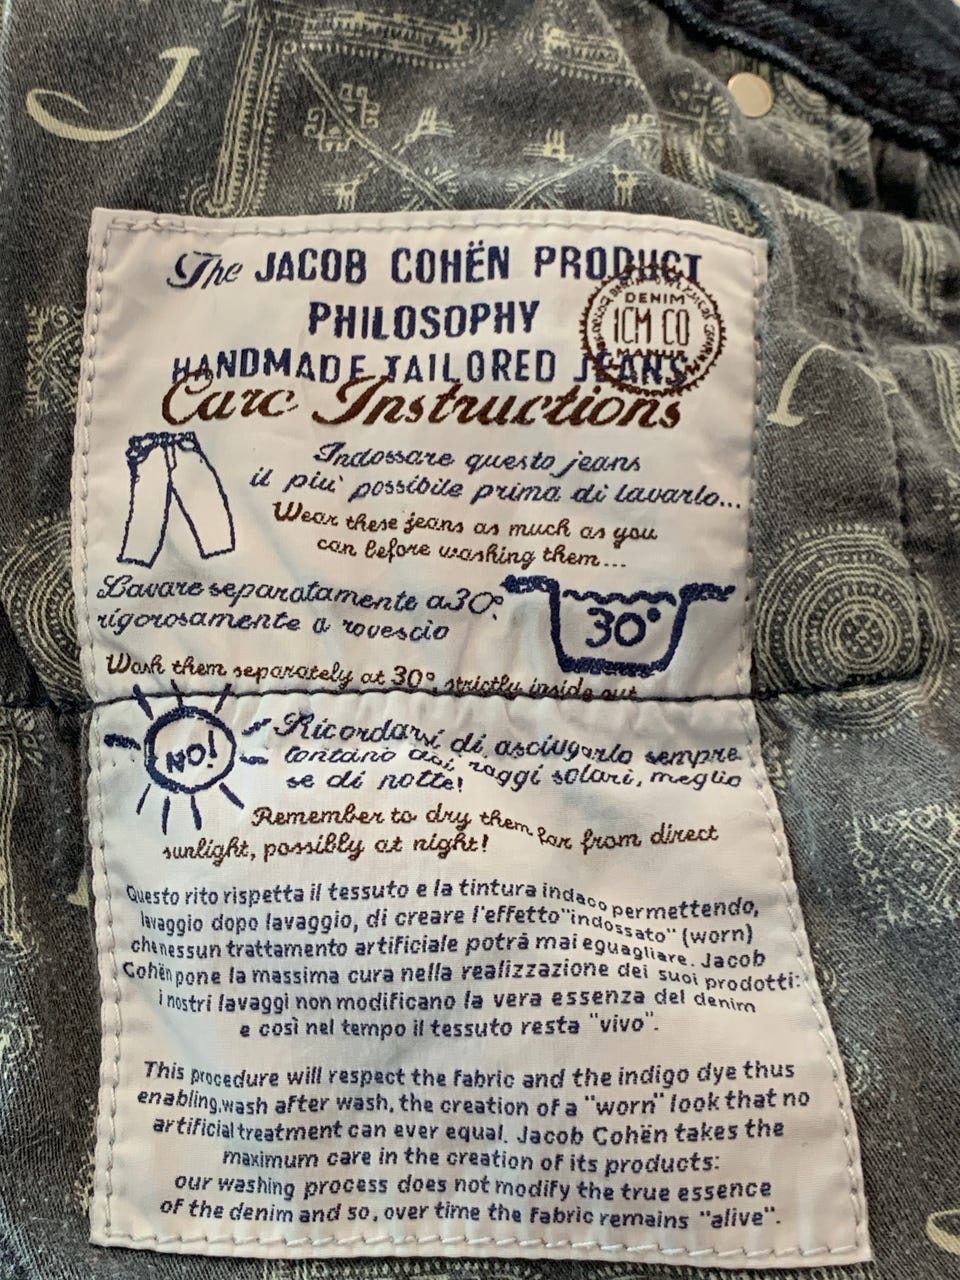 J
The JACOB COHËN PRODUCT
PHILOSOPHY
HANDMADE TAILORED JEANS
DENIM
JCM CO
Care Instructions
Indossare questo jeans
il piu' possibile prima di lavarlo...
Wear these jeans as much as you
can before washing them...
Lavare separatamente a 30°.
rigorosamente a rovescio
30°
Wash them separately at 30°, strictly inside out
NO!
Ricordarsi di asciugarlo sempre
lontano dai raggi solari, meglio
se di notte!
Remember to dry them far from direct
sunlight, possibly at night!
Questo rito rispetta il tessuto e la tintura indaco permettendo,
lavaggio dopo lavaggio, di creare l'effetto "indossato" (worn)
che nessun trattamento artificiale potrà mai eguagliare. Jacob
Cohën pone la massima cura nella realizzazione dei suoi prodotti:
i nostri lavaggi non modificano la vera essenza del denim
e così nel tempo il tessuto resta "vivo".
This procedure will respect the fabric and the indigo dye thus
enabling,wash after wash, the creation of a "worn" look that no
artificial treatment can ever equal. Jacob Cohën takes the
maximum care in the creation of its products:
our washing process does not modify the true essence
of the denim and so, over time the fabric remains "alive".